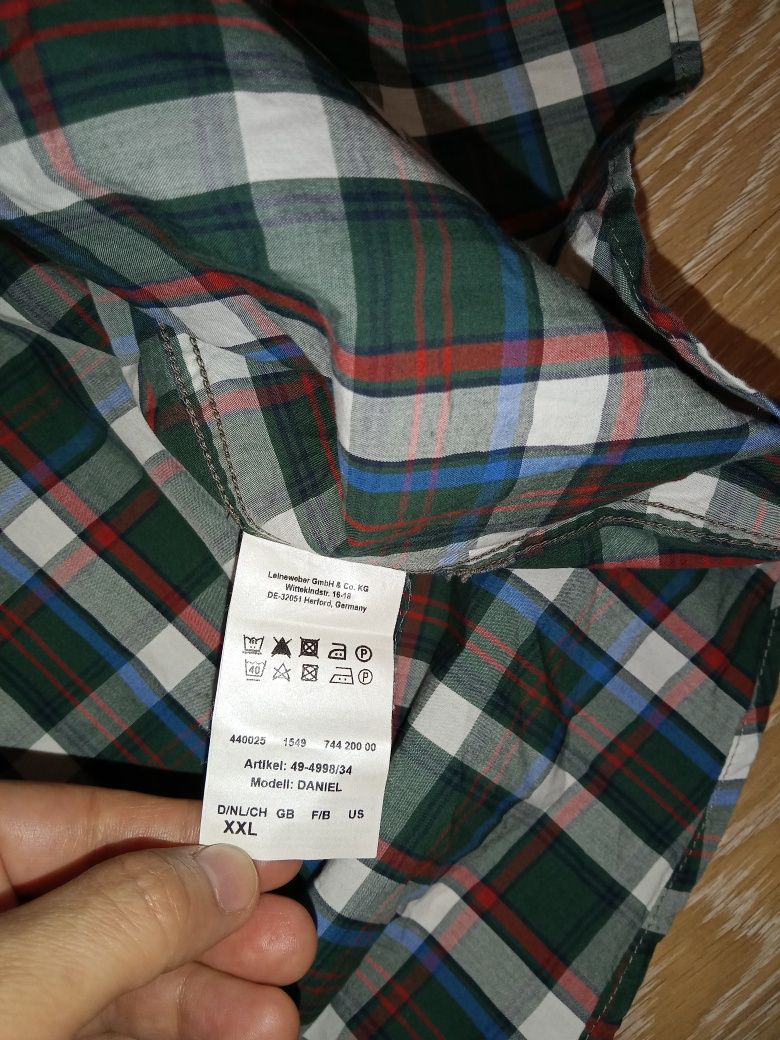 Leineweber GmbH & Co. KG
Wittekindstr. 16-18
DE-32051 Herford, Germany
40
440025 1549 744 200 00
Artikel: 49-4998/34
Modell: DANIEL
D/NL/CH GB F/B US
XXL